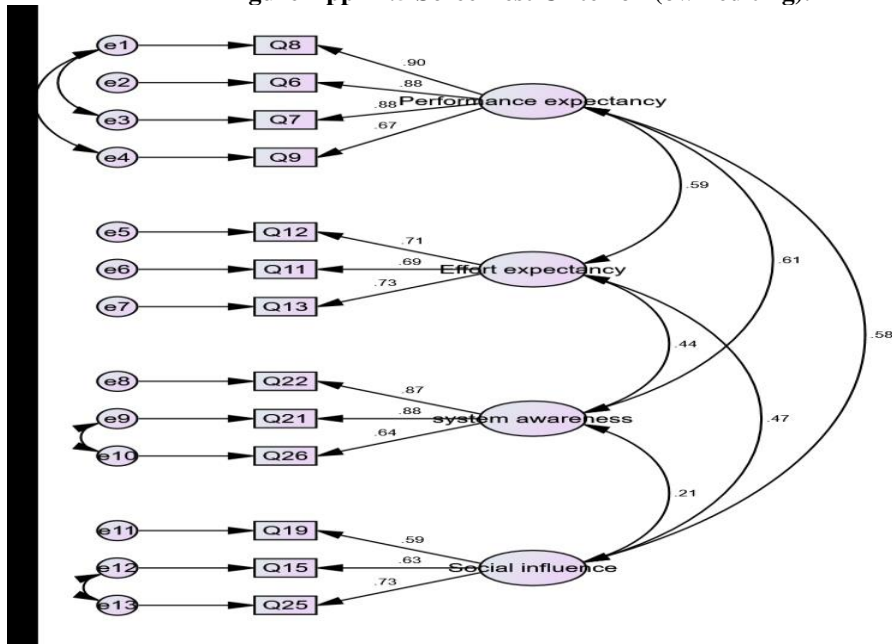 e1 Q8
.90
e2 Q6
.88
Performance expectancy
e3 Q7
.88
.67
e4 Q9
.59
e5 Q12
.71
e6 Q11
.69
Effort expectancy
.61
e7 Q13
.73
.58
.44
e8 Q22
.87
e9 Q21
.88
system awareness
.47
e10 Q26
.64
.21
e11 Q19
.59
e12 Q15
.63
Social influence
e13 Q25
.73